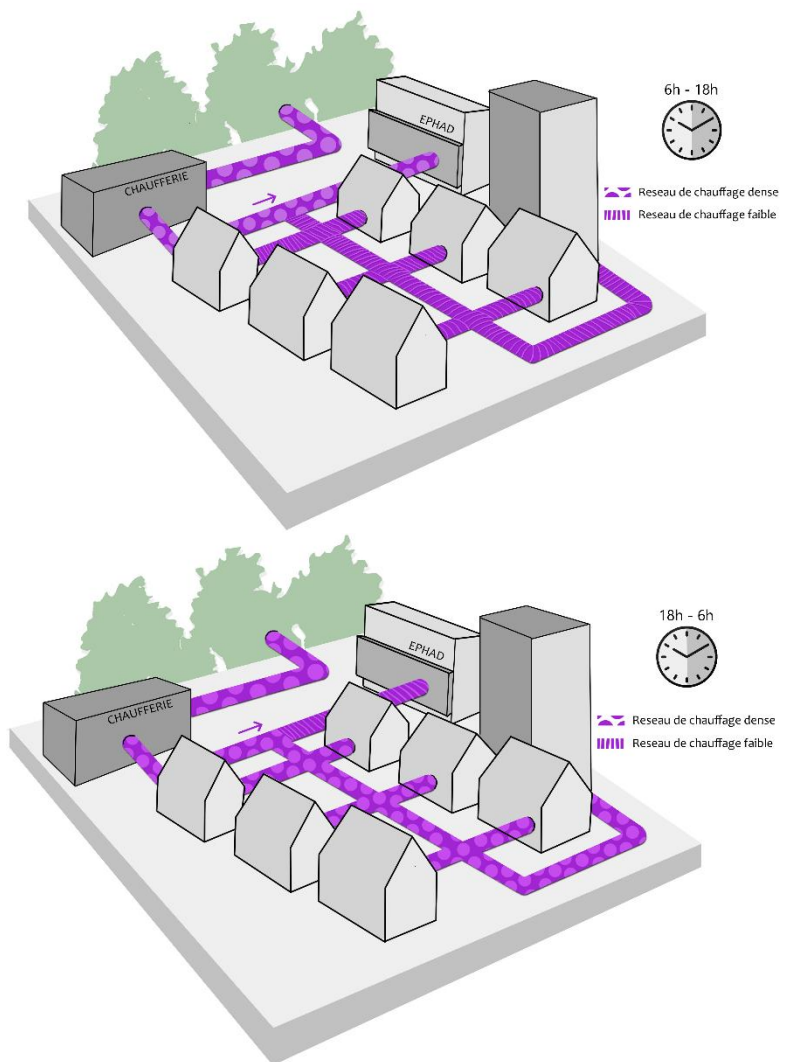 6h - 18h
EPHAD
CHAUFFERIE
Reseau de chauffage dense
Reseau de chauffage faible
18h - 6h
EPHAD
CHAUFFERIE
Reseau de chauffage dense
Reseau de chauffage faible